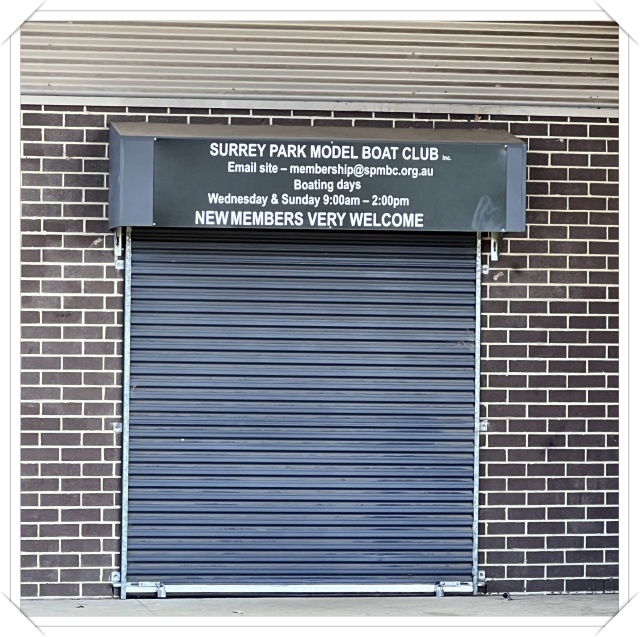 SURREY PARK MODEL BOAT CLUB Inc.
Email site – membership@spmbc.org.au
Boating days
Wednesday & Sunday 9:00am – 2:00pm
NEW MEMBERS VERY WELCOME